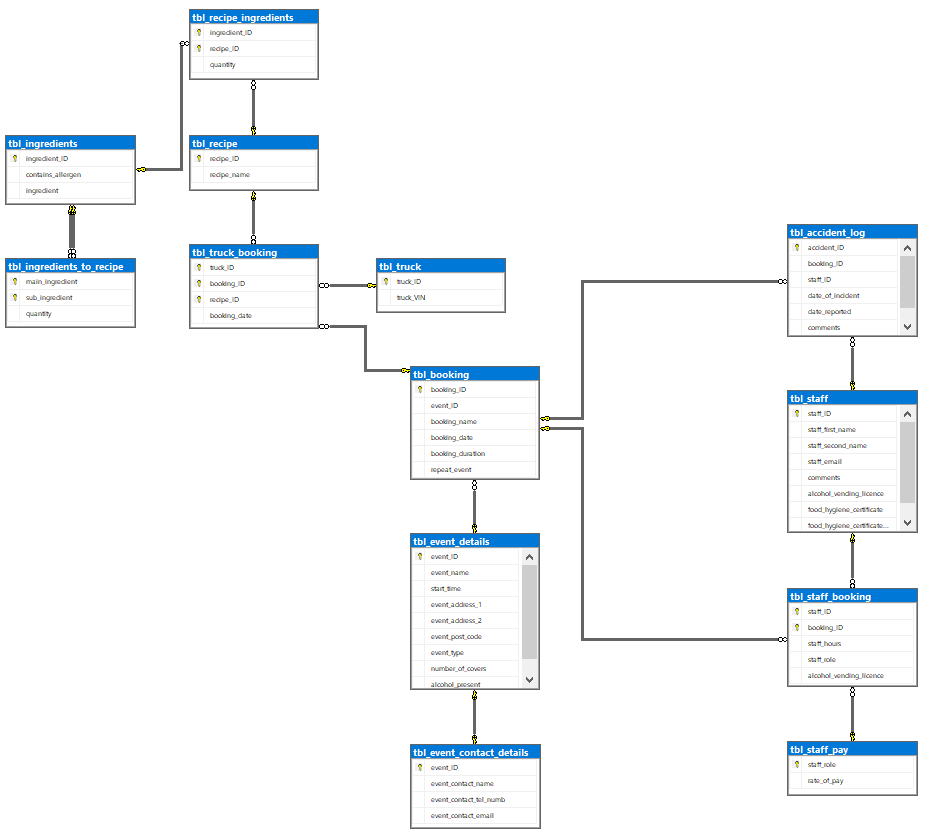 tbl_recipe_ingredients
ingredient_ID
recipe_ID
quantity
tbl_ingredients
ingredient_ID
contains_allergen
ingredient
tbl_recipe
recipe_ID
recipe_name
tbl_ingredients_to_recipe
main_ingredient
sub_ingredient
quantity
tbl_truck_booking
truck_ID
booking_ID
recipe_ID
booking_date
tbl_truck
truck_ID
truck_VIN
tbl_booking
booking_ID
event_ID
booking_name
booking_date
booking_duration
repeat_event
tbl_event_details
event_ID
event_name
start_time
event_address_1
event_address_2
event_post_code
event_type
number_of_covers
alcohol_present
tbl_event_contact_details
event_ID
event_contact_name
event_contact_tel_numb
event_contact_email
tbl_accident_log
accident_ID
booking_ID
staff_ID
date_of_incident
date_reported
comments
tbl_staff
staff_ID
staff_first_name
staff_second_name
staff_email
comments
alcohol_vending_licence
food_hygiene_certificate
food_hygiene_certificate...
tbl_staff_booking
staff_ID
booking_ID
staff_hours
staff_role
alcohol_vending_licence
tbl_staff_pay
staff_role
rate_of_pay